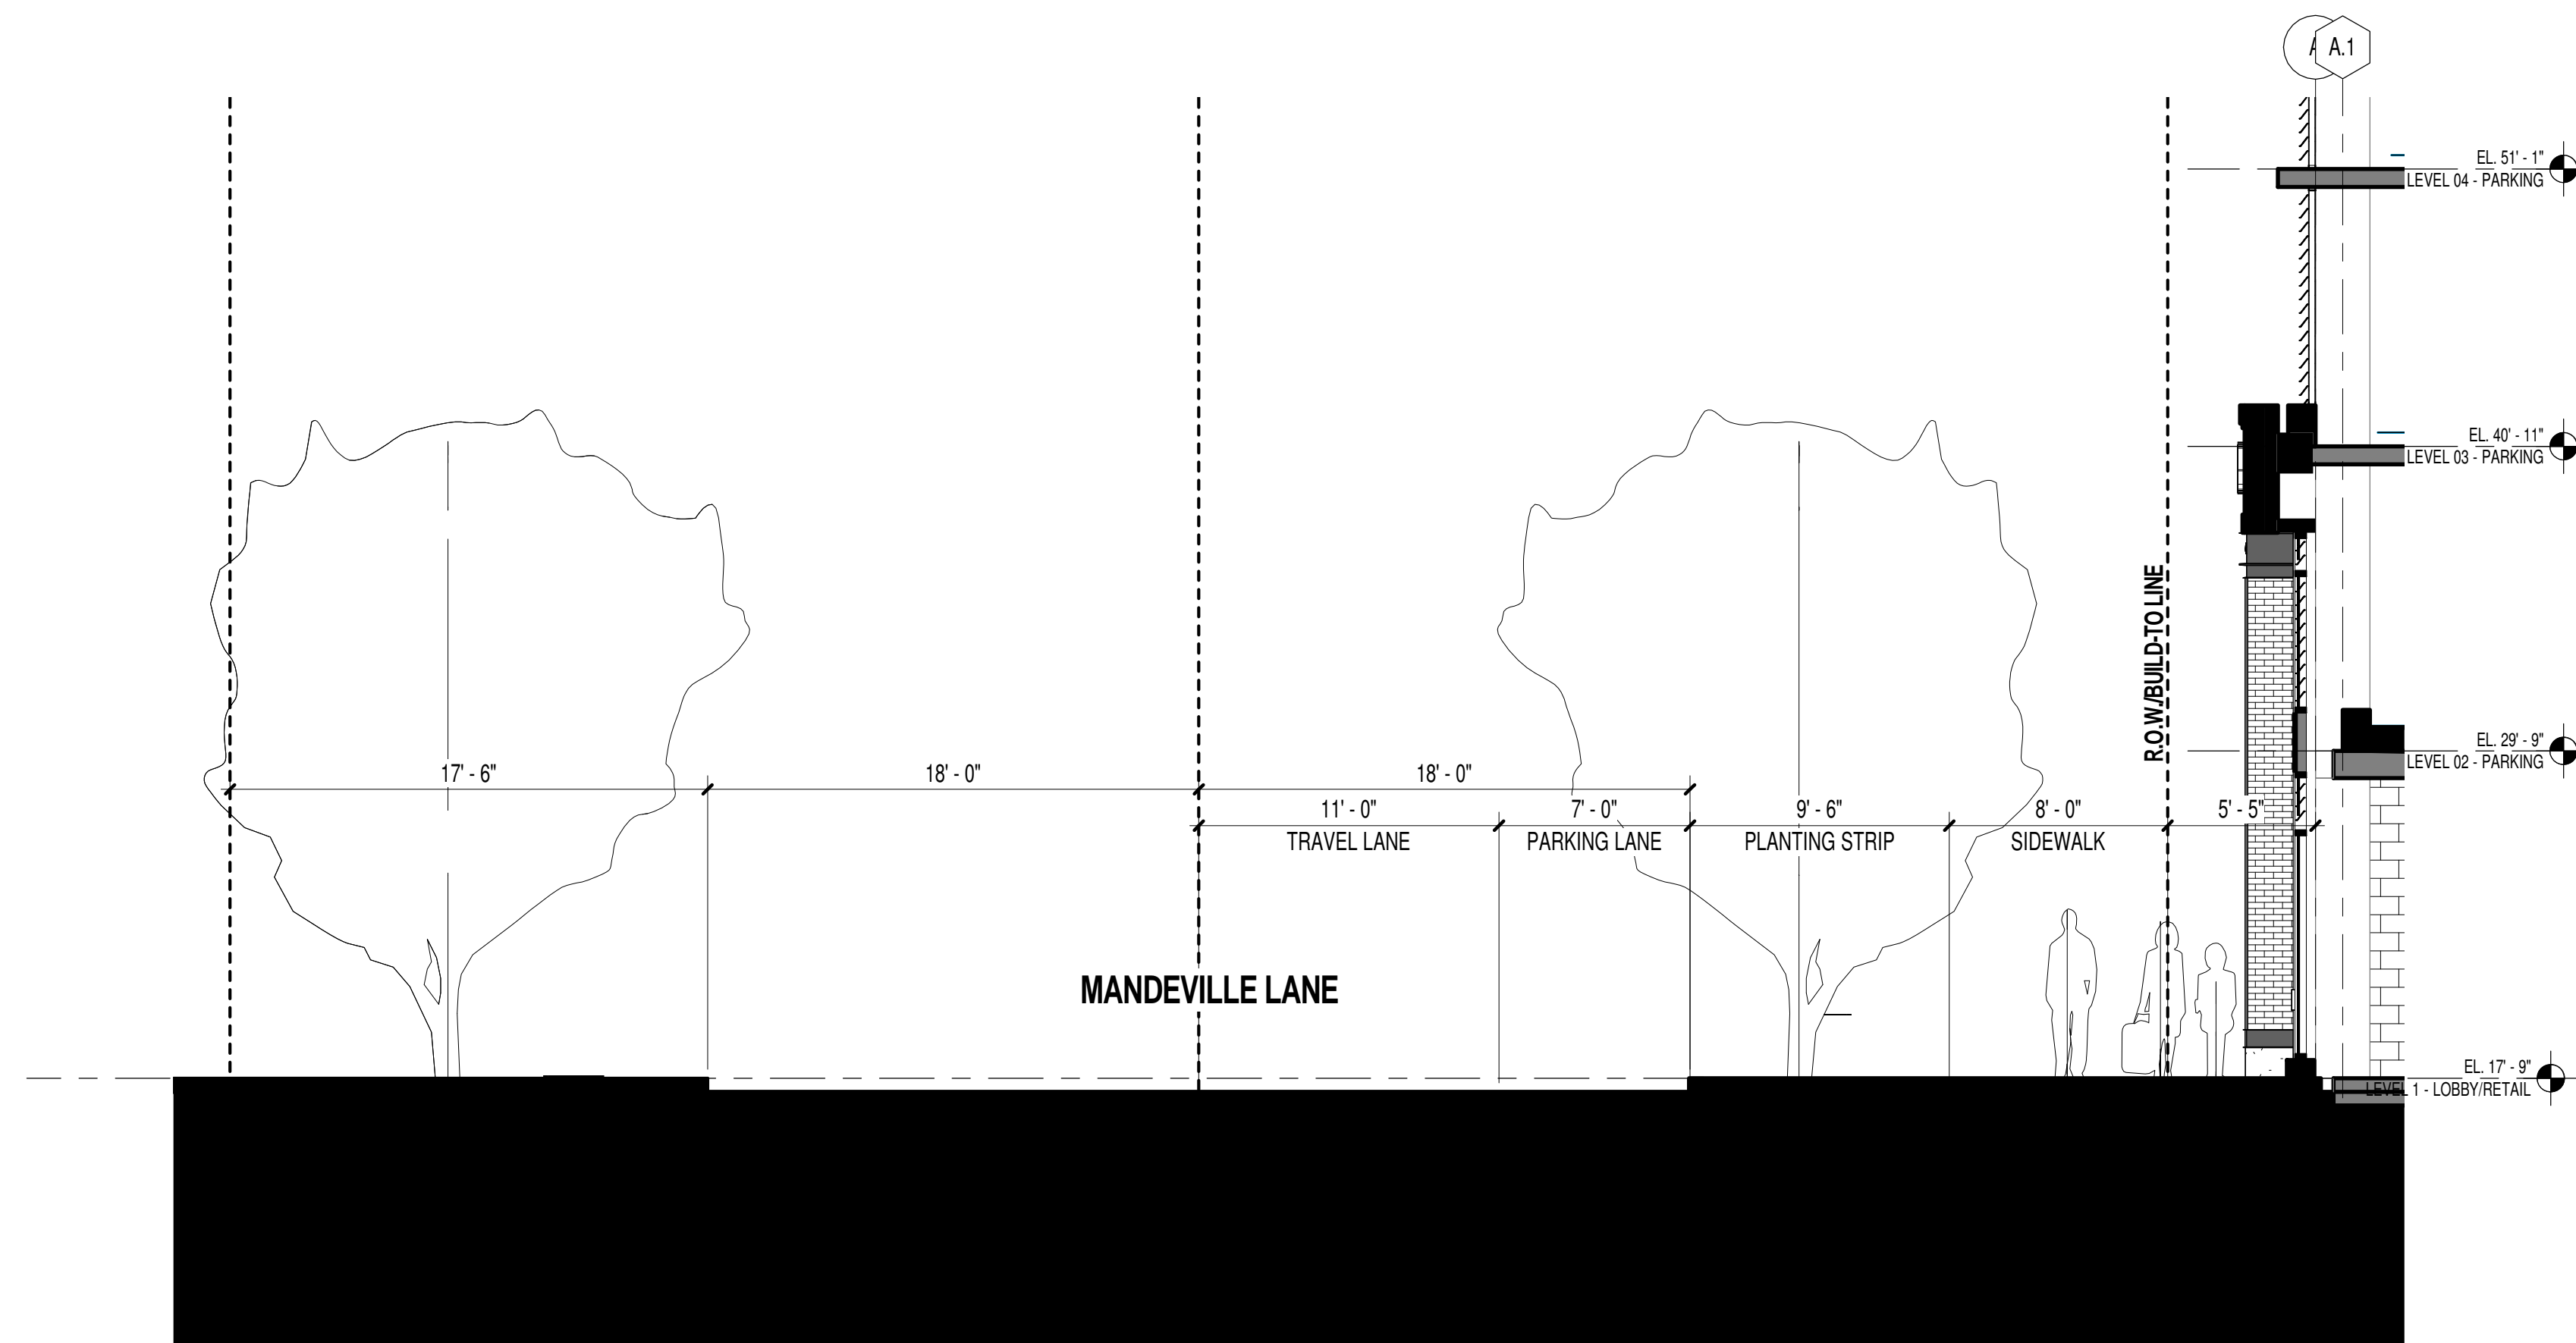 A A.1
EL. 51' - 1"
LEVEL 04 - PARKING
EL. 40' - 11"
LEVEL 03 - PARKING
R.O.W./BUILD-TO LINE
EL. 29' - 9"
LEVEL 02 - PARKING
17' - 6" 18' - 0" 18' - 0"
11' - 0" 7' - 0" 9' - 6" 8' - 0" 5' - 5"
TRAVEL LANE PARKING LANE PLANTING STRIP SIDEWALK
MANDEVILLE LANE
EL. 17' - 9"
LEVEL 1 - LOBBY/RETAIL